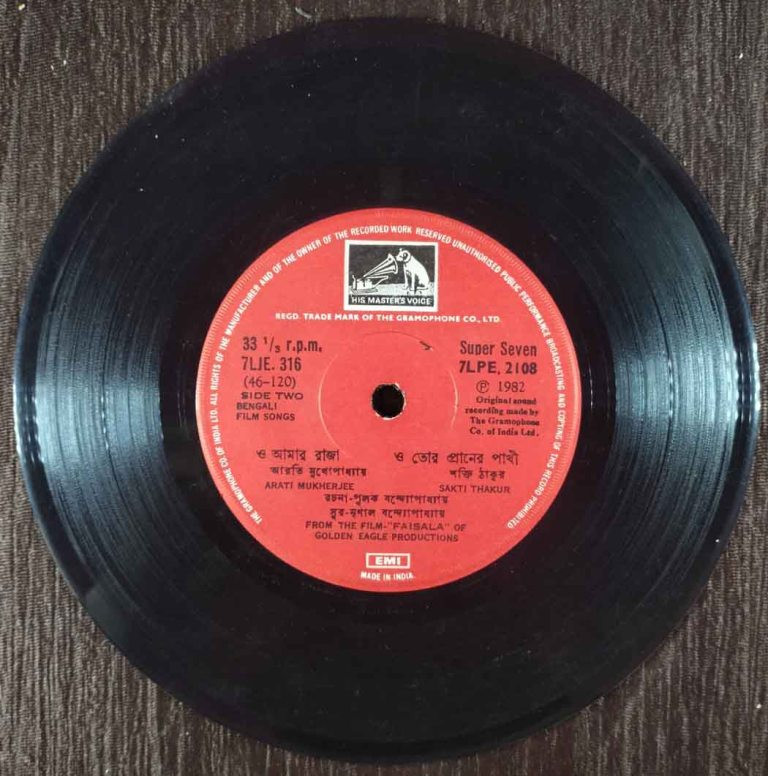 THE GRAMOPHONE CO. OF INDIA LTD. ALL RIGHTS OF THE MANUFACTURER AND OF THE OWNER OF THE RECORDED WORK RESERVED UNAUTHORISED PUBLIC PERFORMANCE BROADCASTING AND COPYING OF THIS RECORD PROHIBITED
HIS MASTER'S VOICE
REGD. TRADE MARK OF THE GRAMOPHONE CO., LTD.
33 1/3 r.p.m.
7LJE. 316
(46-120)
SIDE TWO
BENGALI
FILM SONGS
Super Seven
7LPE, 2108
℗ 1982
Original sound
recording made by
The Gramophone
Co. of India Ltd.
ও আমার রাজা ও তোর প্রানের পাখী
আরতি মুখোপাধ্যায় শক্তি ঠাকুর
ARATI MUKHERJEE SAKTI THAKUR
রচনা-পুলক বন্দ্যোপাধ্যায়
সুর-মৃণাল বন্দ্যোপাধ্যায়
FROM THE FILM-"FAISALA" OF
GOLDEN EAGLE PRODUCTIONS
EMI
MADE IN INDIA.